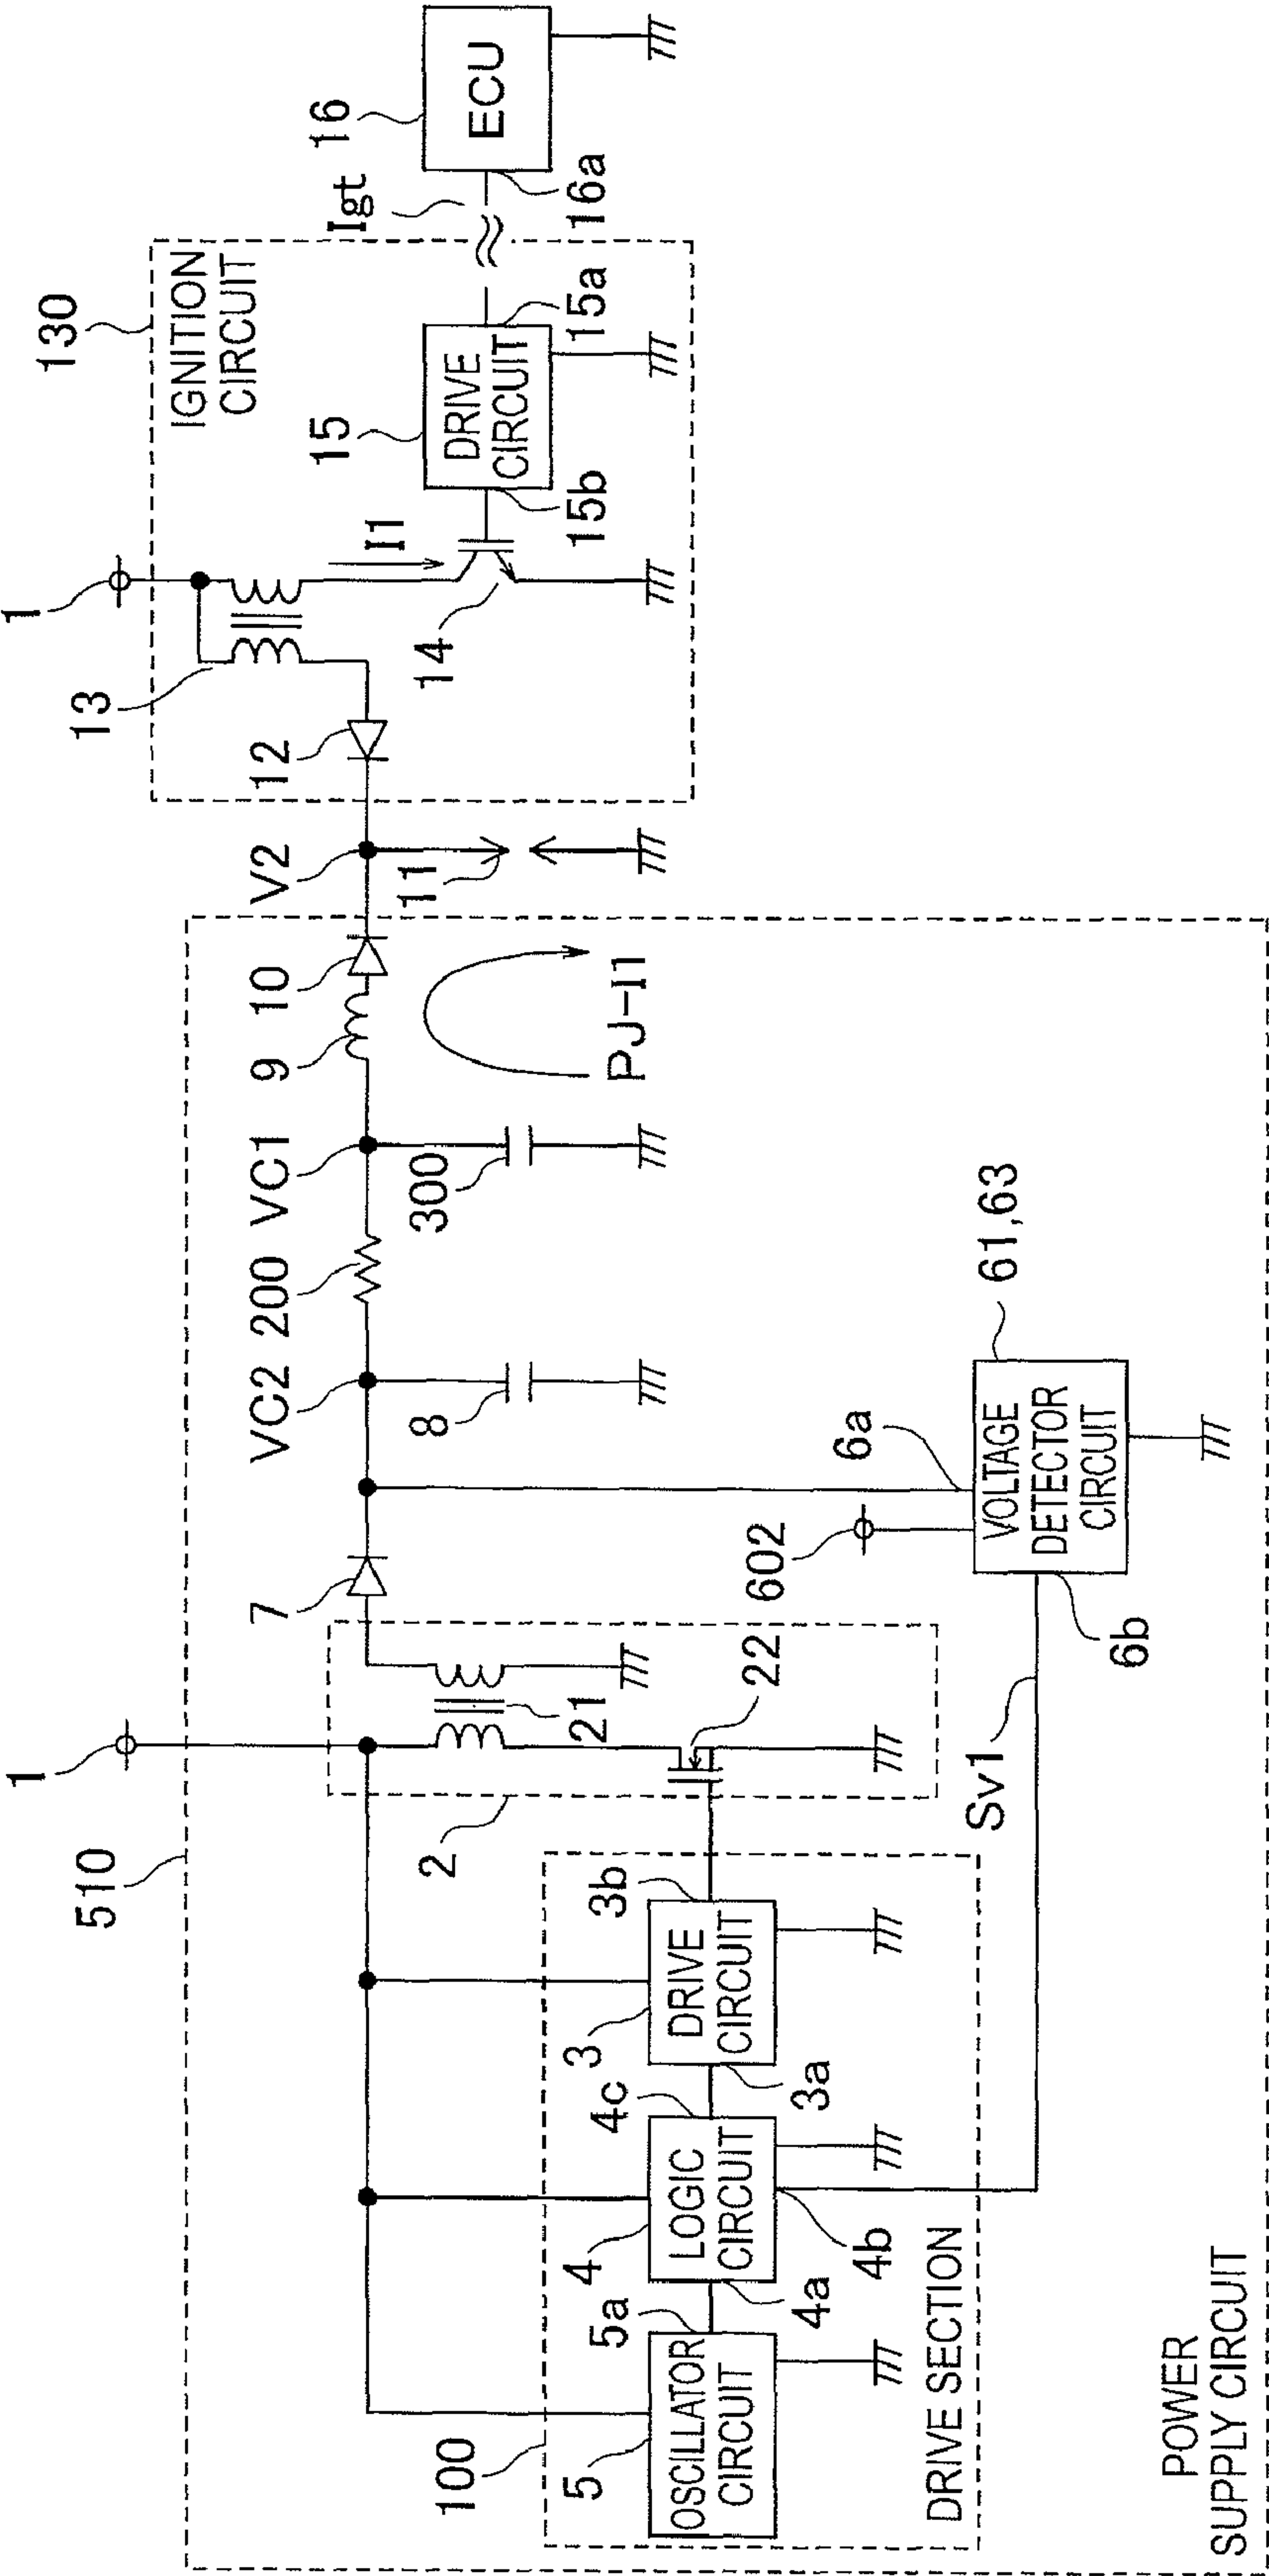 510
1
1
130
IGNITION
CIRCUIT
13
12
V2
10
9
VC1
200
VC2
7
I1
15
DRIVE
CIRCUIT
15a
15b
14
Igt
16
ECU
16a
11
PJ-I1
300
8
2
21
22
6a
602
VOLTAGE
DETECTOR
CIRCUIT
61,63
6b
Sv1
100
5
OSCILLATOR
CIRCUIT
5a
4a
4
LOGIC
CIRCUIT
4c
4b
3
DRIVE
CIRCUIT
3a
3b
DRIVE SECTION
POWER
SUPPLY CIRCUIT